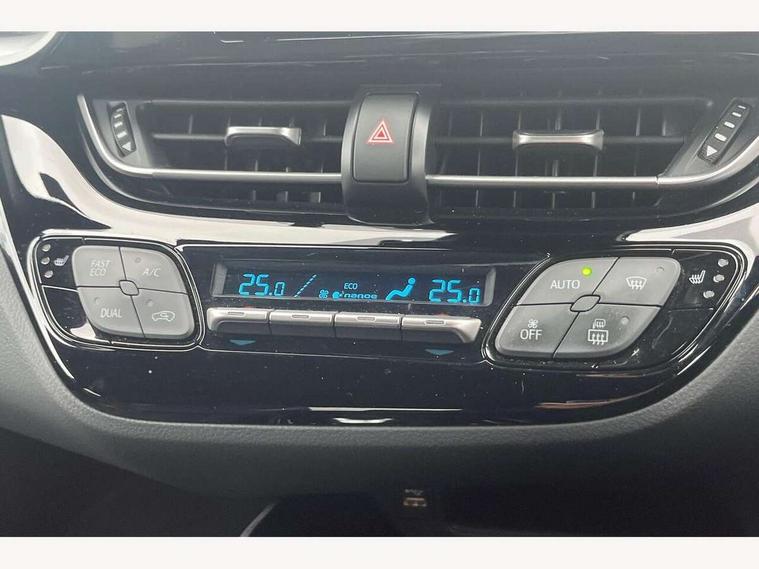 FAST
ECO
A/C
DUAL
25.0
ECO
nanoe
25.0
AUTO
OFF